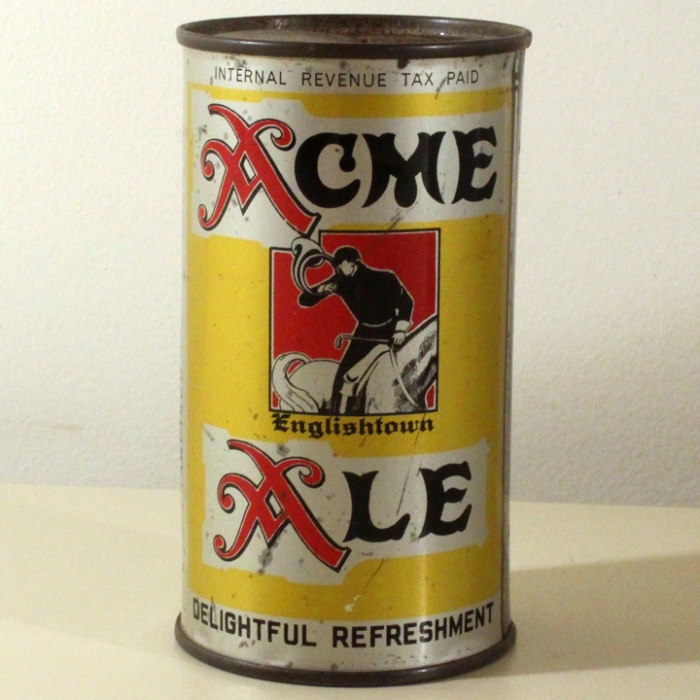 INTERNAL REVENUE TAX PAID
ACME
Englishtown
ALE
DELIGHTFUL REFRESHMENT